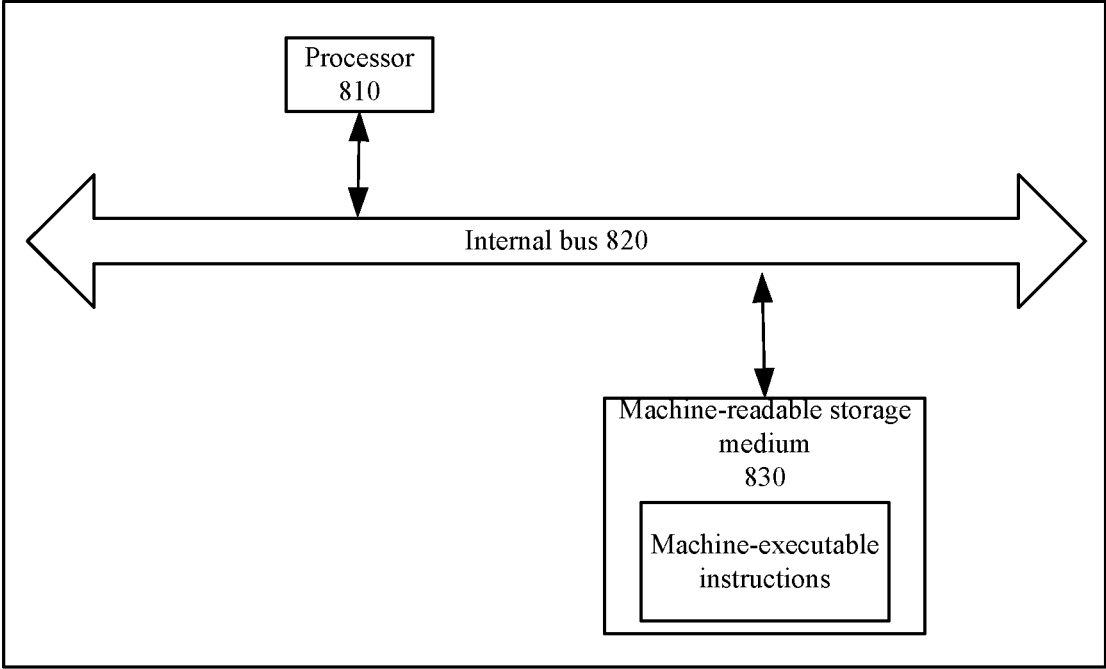 Processor
810
Internal bus 820
Machine-readable storage
medium
830
Machine-executable
instructions